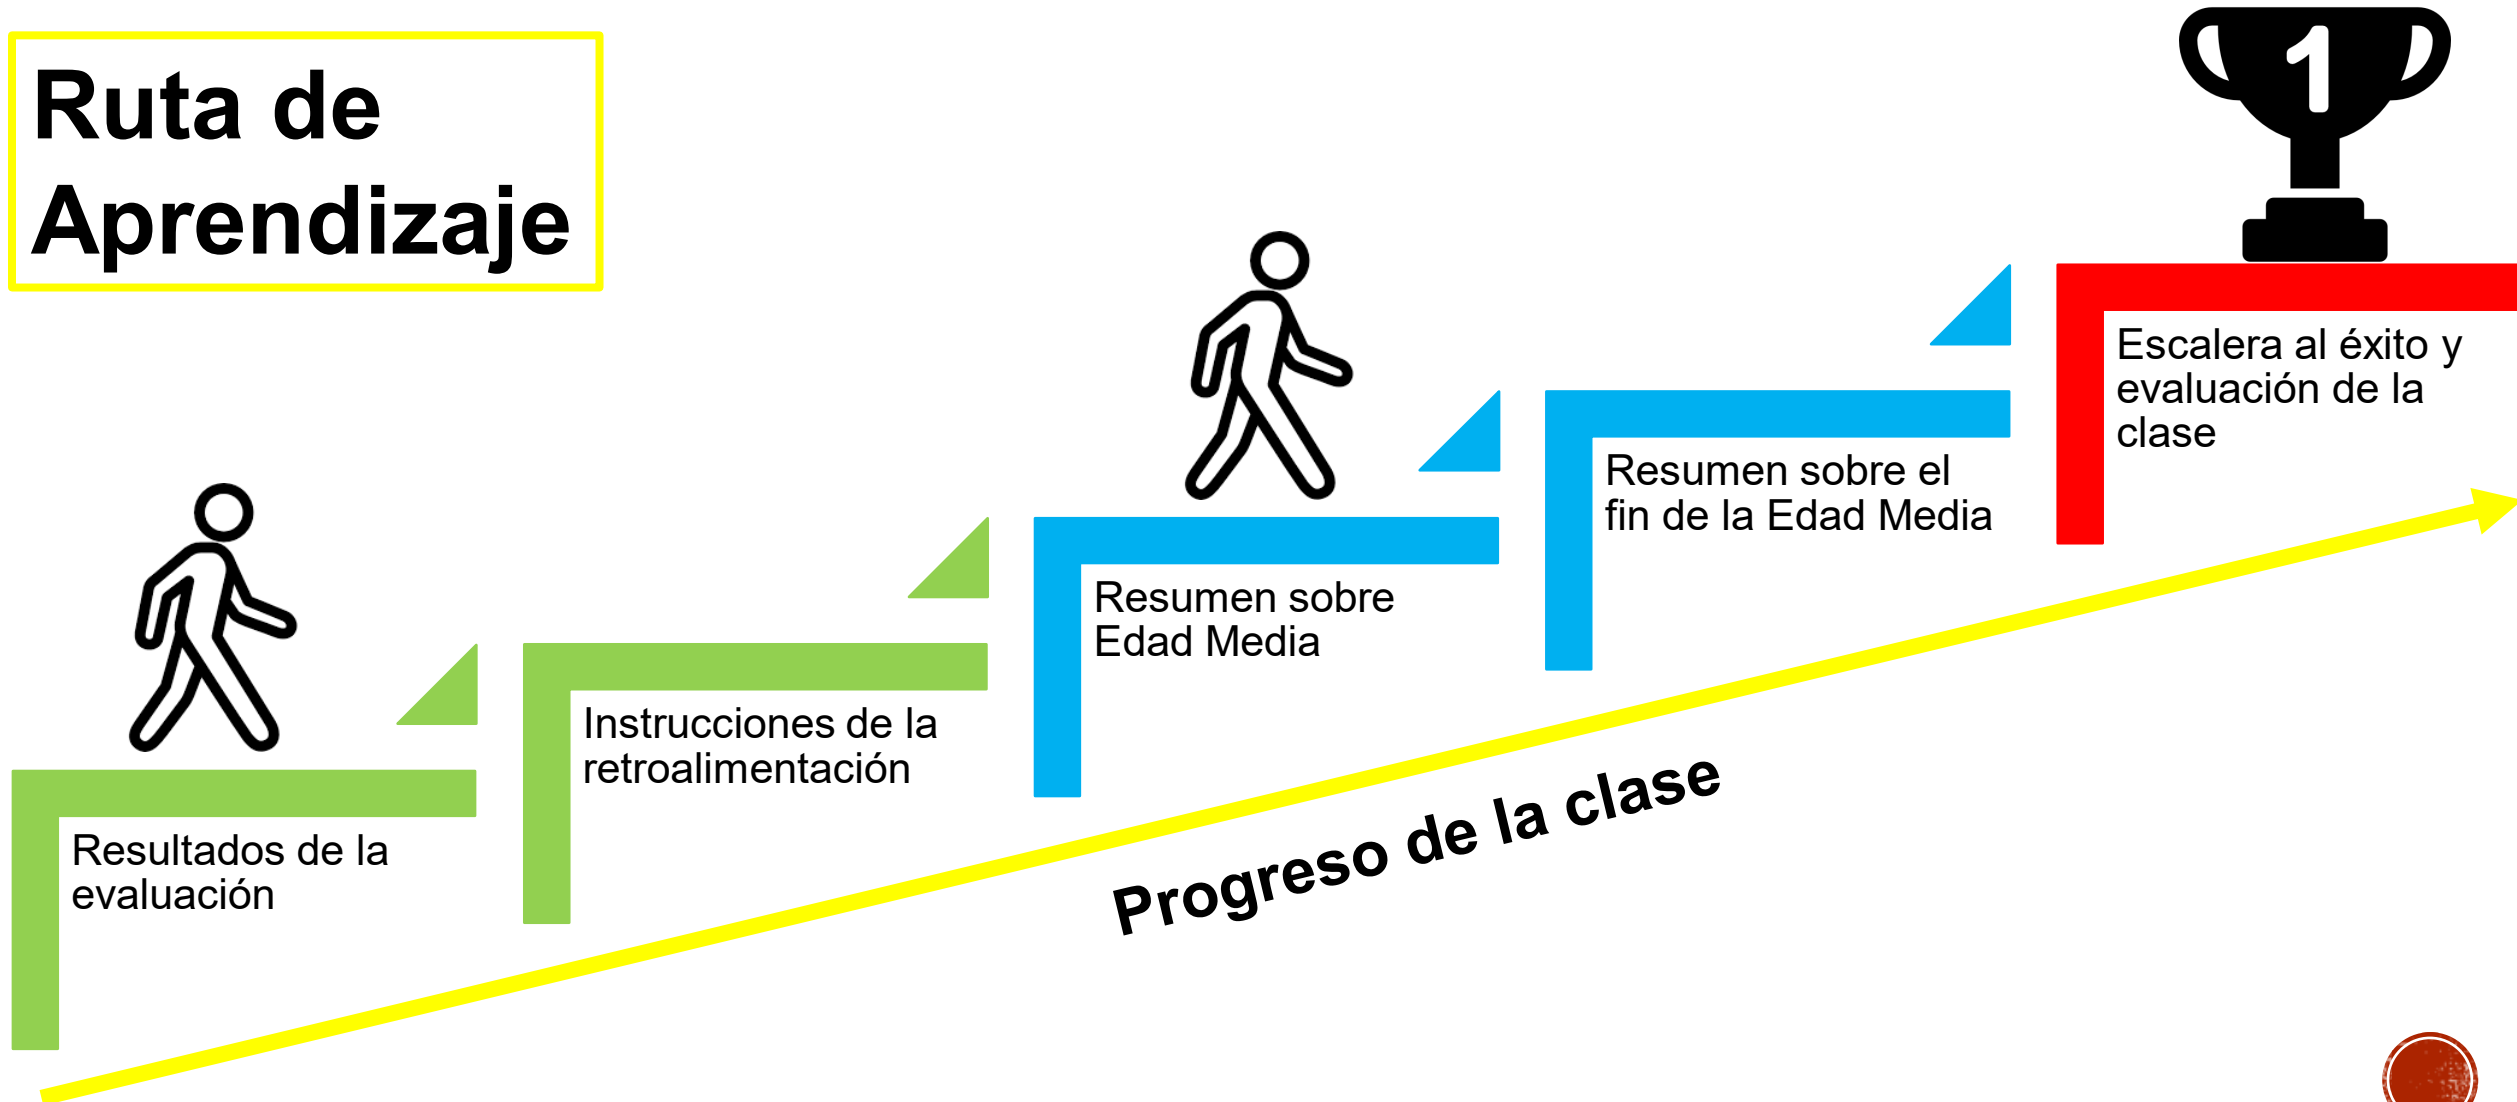 Ruta de
Aprendizaje
1
Resultados de la
evaluación
Instrucciones de la
retroalimentación
Resumen sobre
Edad Media
Resumen sobre el
fin de la Edad Media
Escalera al éxito y
evaluación de la
clase
Progreso de la clase